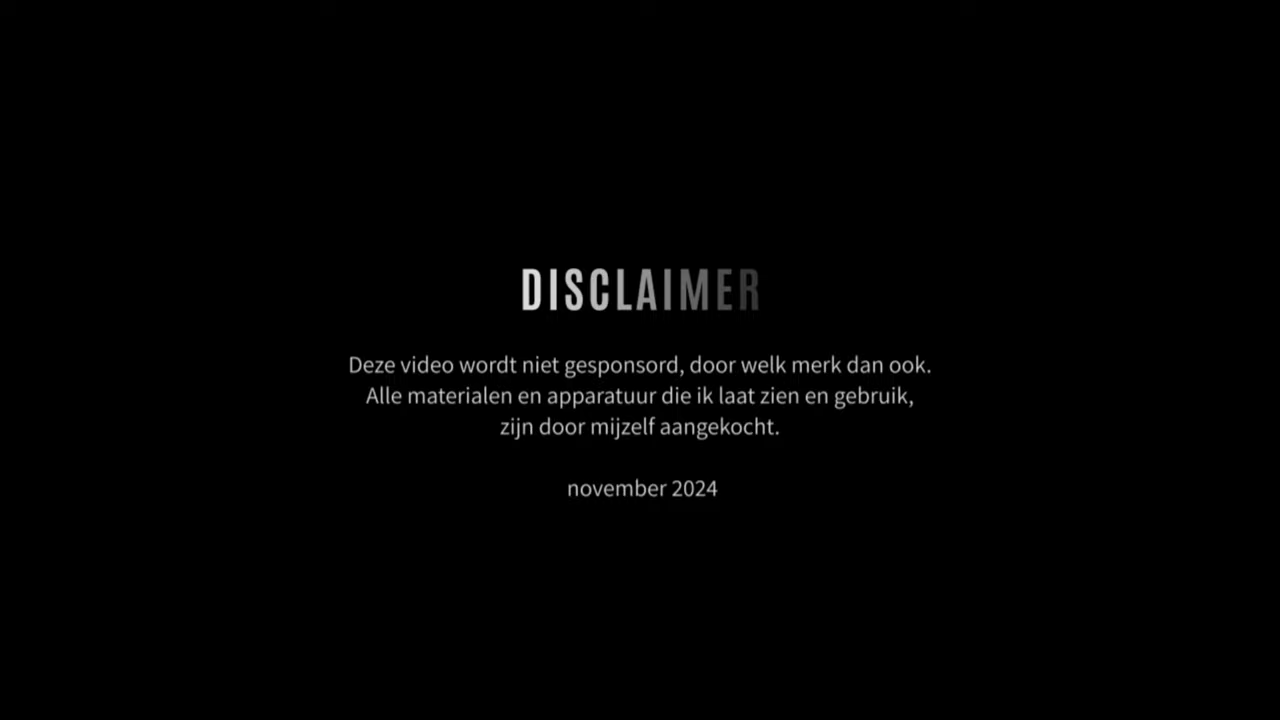 DISCLAIMER
Deze video wordt niet gesponsord, door welk merk dan ook.
Alle materialen en apparatuur die ik laat zien en gebruik,
zijn door mijzelf aangekocht.
november 2024